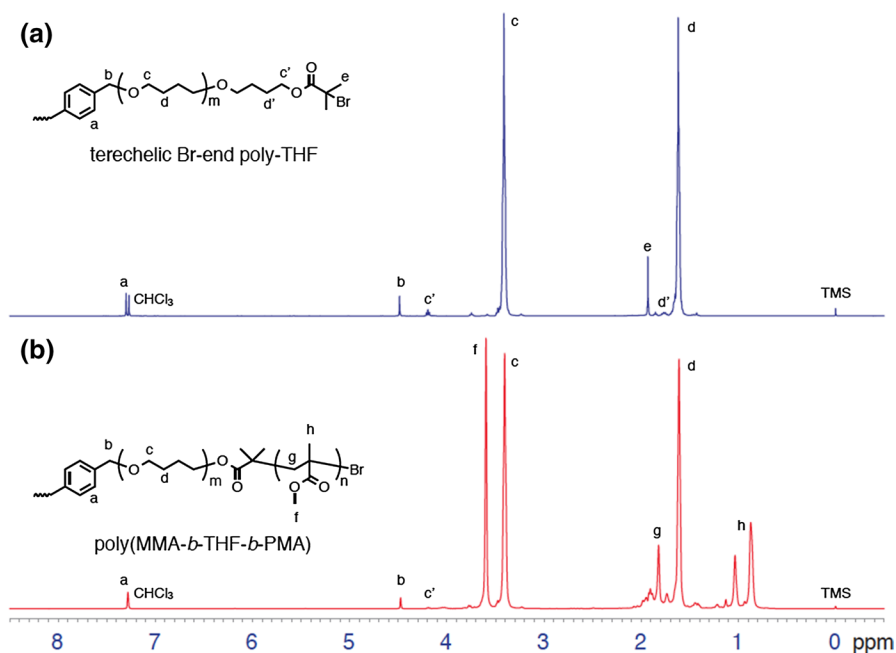 (a)
c
d
b
c
c'
O
e
O
O
O
Br
m
d
d'
a
terechelic Br-end poly-THF
a
CHCl₃
b
c'
e
d'
TMS
(b)
f
c
d
h
b
c
g
O
O
Br
d
m
O
n
a
O
O
f
poly(MMA-b-THF-b-PMA)
g
h
a
CHCl₃
b
c'
TMS
8 7 6 5 4 3 2 1 0 ppm